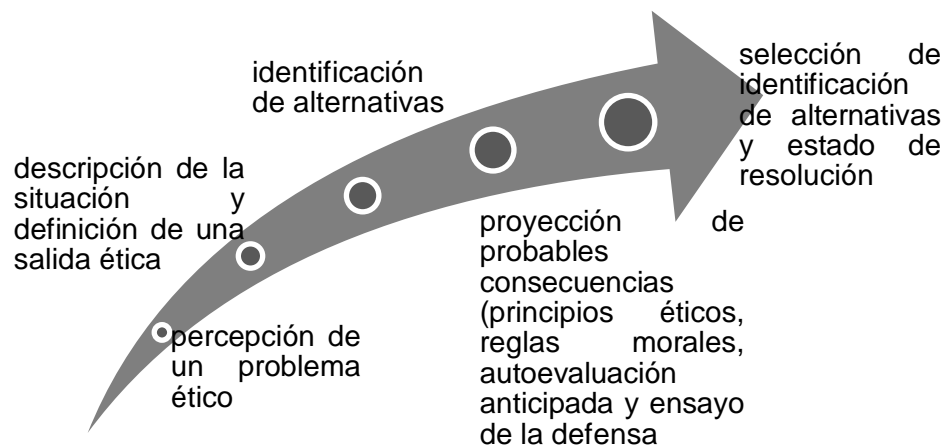 percepción de
un problema
ético
descripción de la
situación y
definición de una
salida ética
identificación
de alternativas
proyección de
probables
consecuencias
(principios éticos,
reglas morales,
autoevaluación
anticipada y ensayo
de la defensa
selección de
identificación
de alternativas
y estado de
resolución